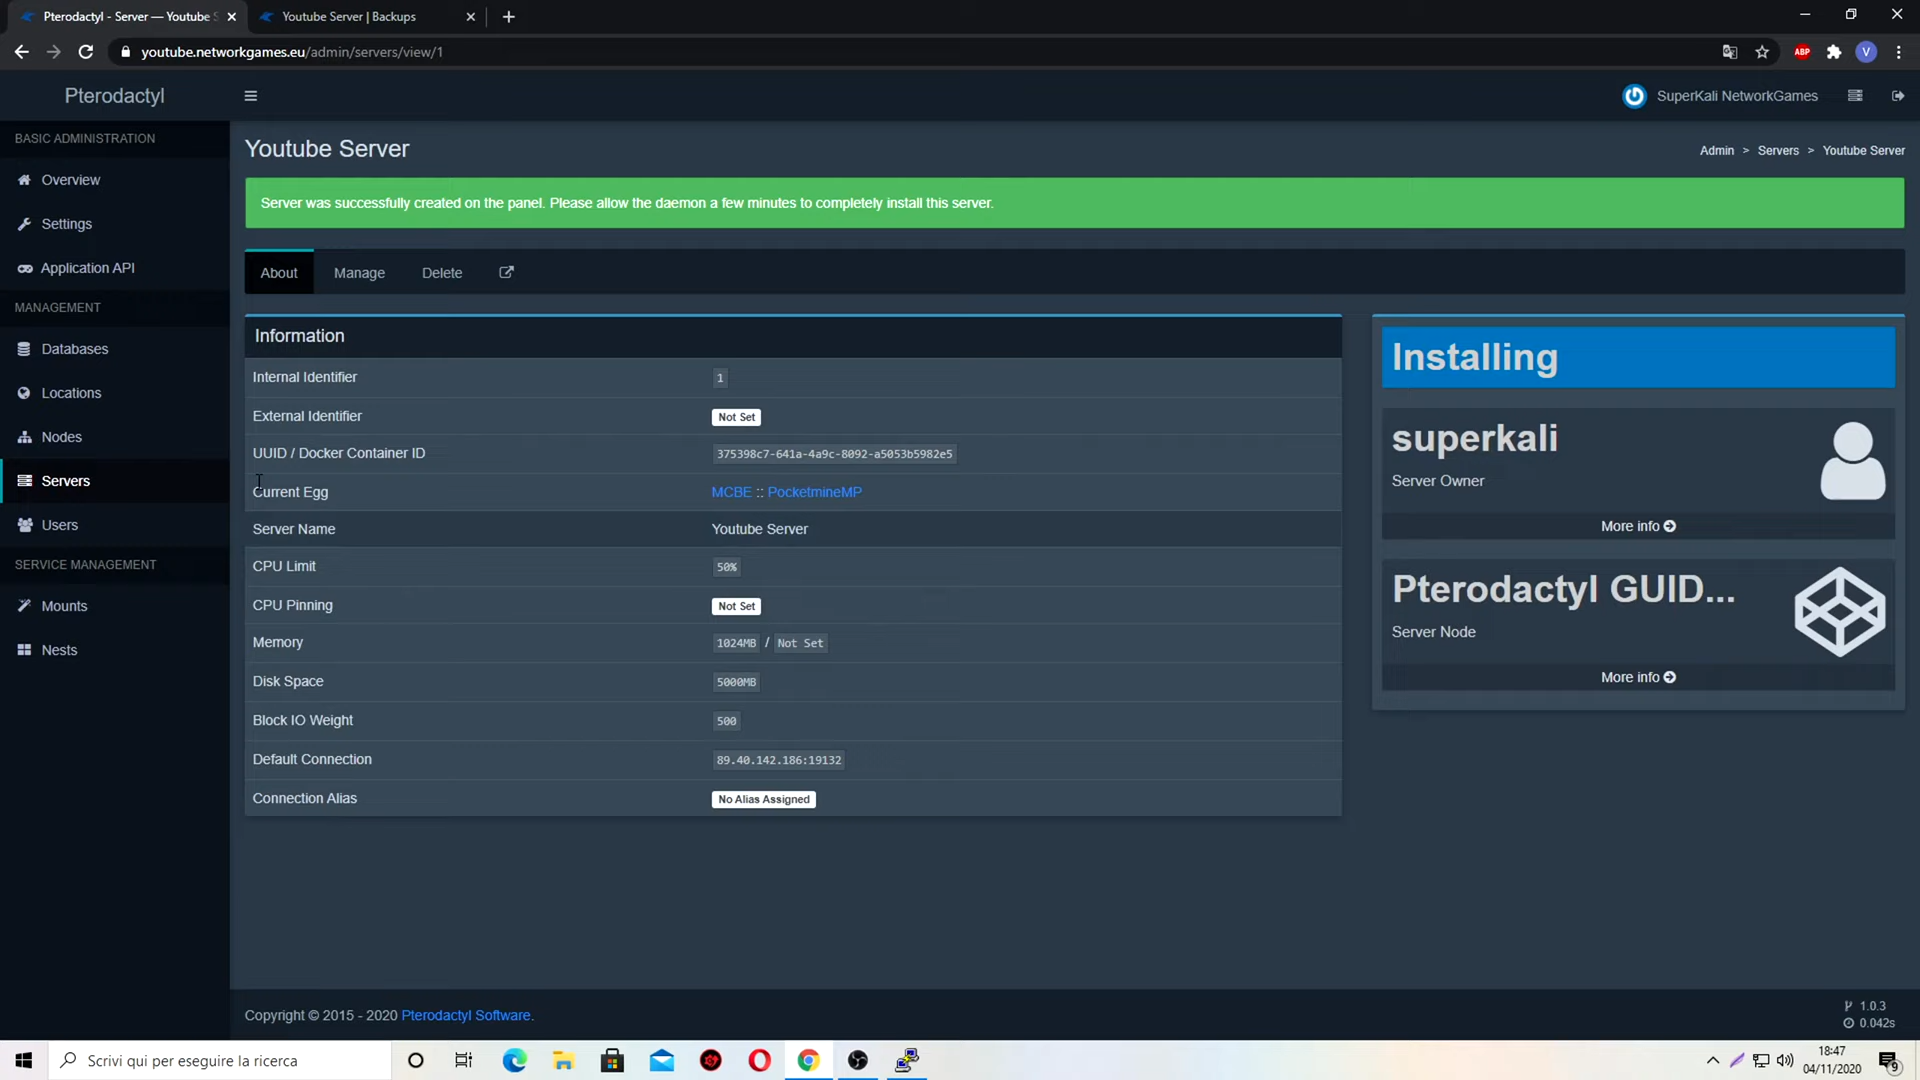 Pterodactyl - Server — Youtube S
Youtube Server | Backups
youtube.networkgames.eu/admin/servers/view/1
ABP
V
Pterodactyl
SuperKali NetworkGames
BASIC ADMINISTRATION
Overview
Settings
Application API
MANAGEMENT
Databases
Locations
Nodes
Servers
Users
SERVICE MANAGEMENT
Mounts
Nests
Youtube Server
Admin > Servers > Youtube Server
Server was successfully created on the panel. Please allow the daemon a few minutes to completely install this server.
About Manage Delete
Information
Internal Identifier 1
External Identifier Not Set
UUID / Docker Container ID 375398c7-641a-4a9c-8092-a5053b5982e5
Current Egg MCBE :: PocketmineMP
Server Name Youtube Server
CPU Limit 50%
CPU Pinning Not Set
Memory 1024MB / Not Set
Disk Space 5000MB
Block IO Weight 500
Default Connection 89.40.142.186:19132
Connection Alias No Alias Assigned
Installing
superkali
Server Owner
More info
Pterodactyl GUID...
Server Node
More info
Copyright © 2015 - 2020 Pterodactyl Software.
1.0.3
0.042s
Scrivi qui per eseguire la ricerca
18:47
04/11/2020
9